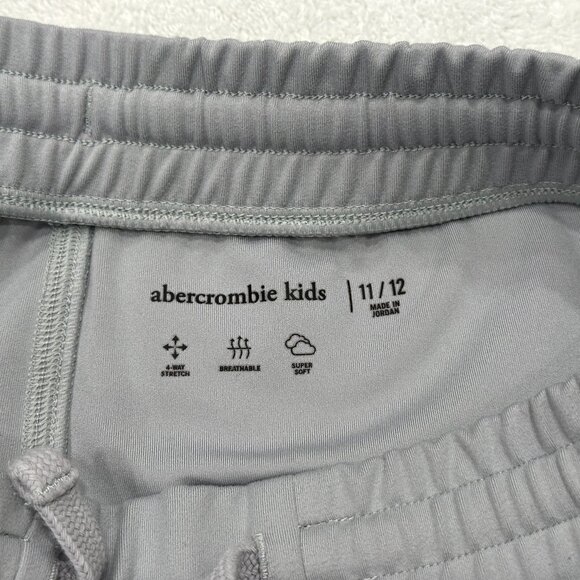 abercrombie kids
11 / 12
MADE IN
JORDAN
4-WAY
STRETCH
BREATHABLE
SUPER
SOFT